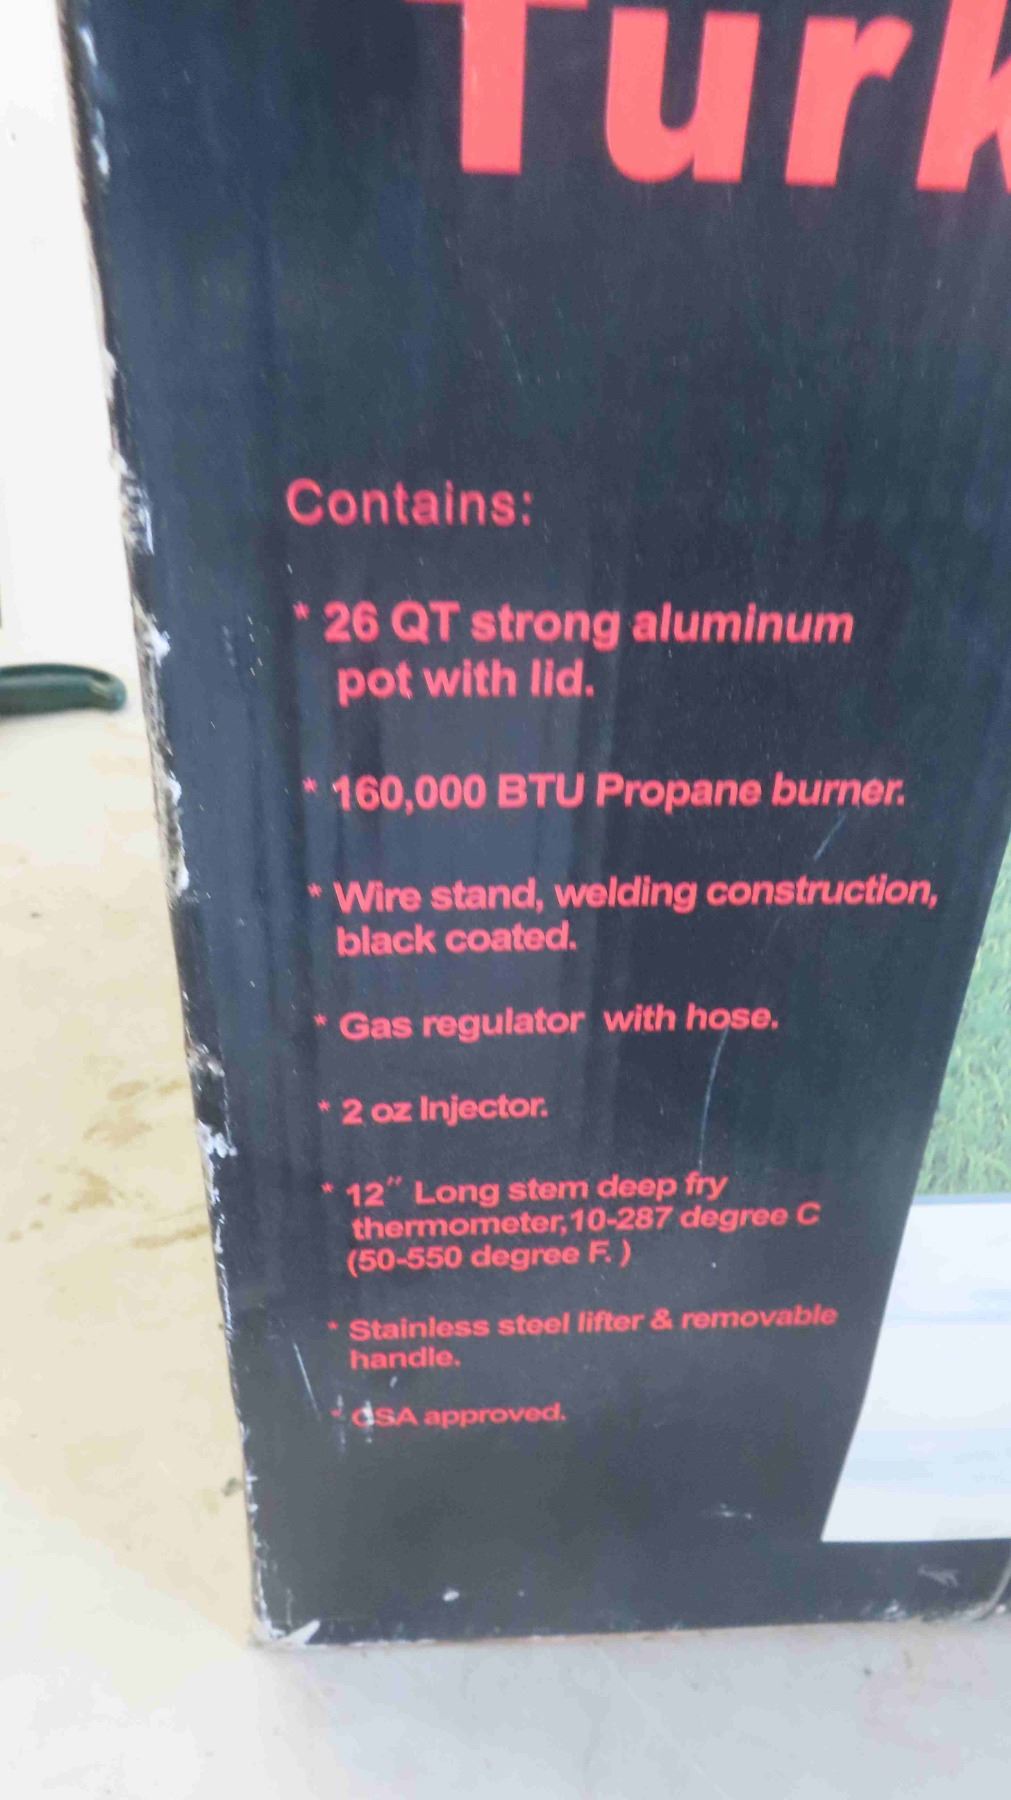 Turk
Contains:
* 26 QT strong aluminum
pot with lid.
* 160,000 BTU Propane burner.
* Wire stand, welding construction,
black coated.
* Gas regulator with hose.
* 2 oz Injector.
* 12" Long stem deep fry
thermometer,10-287 degree C
(50-550 degree F. )
* Stainless steel lifter & removable
handle.
* CSA approved.